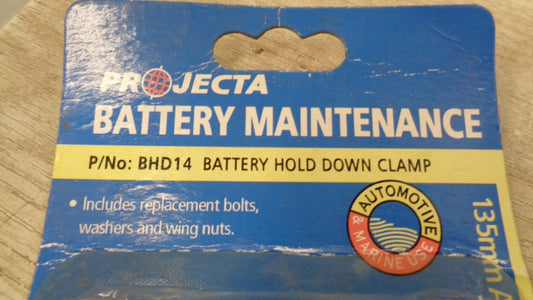 PROJECTA
BATTERY MAINTENANCE
P/No: BHD14 BATTERY HOLD DOWN CLAMP
• Includes replacement bolts,
washers and wing nuts.
AUTOMOTIVE
& MARINE USE
135mm